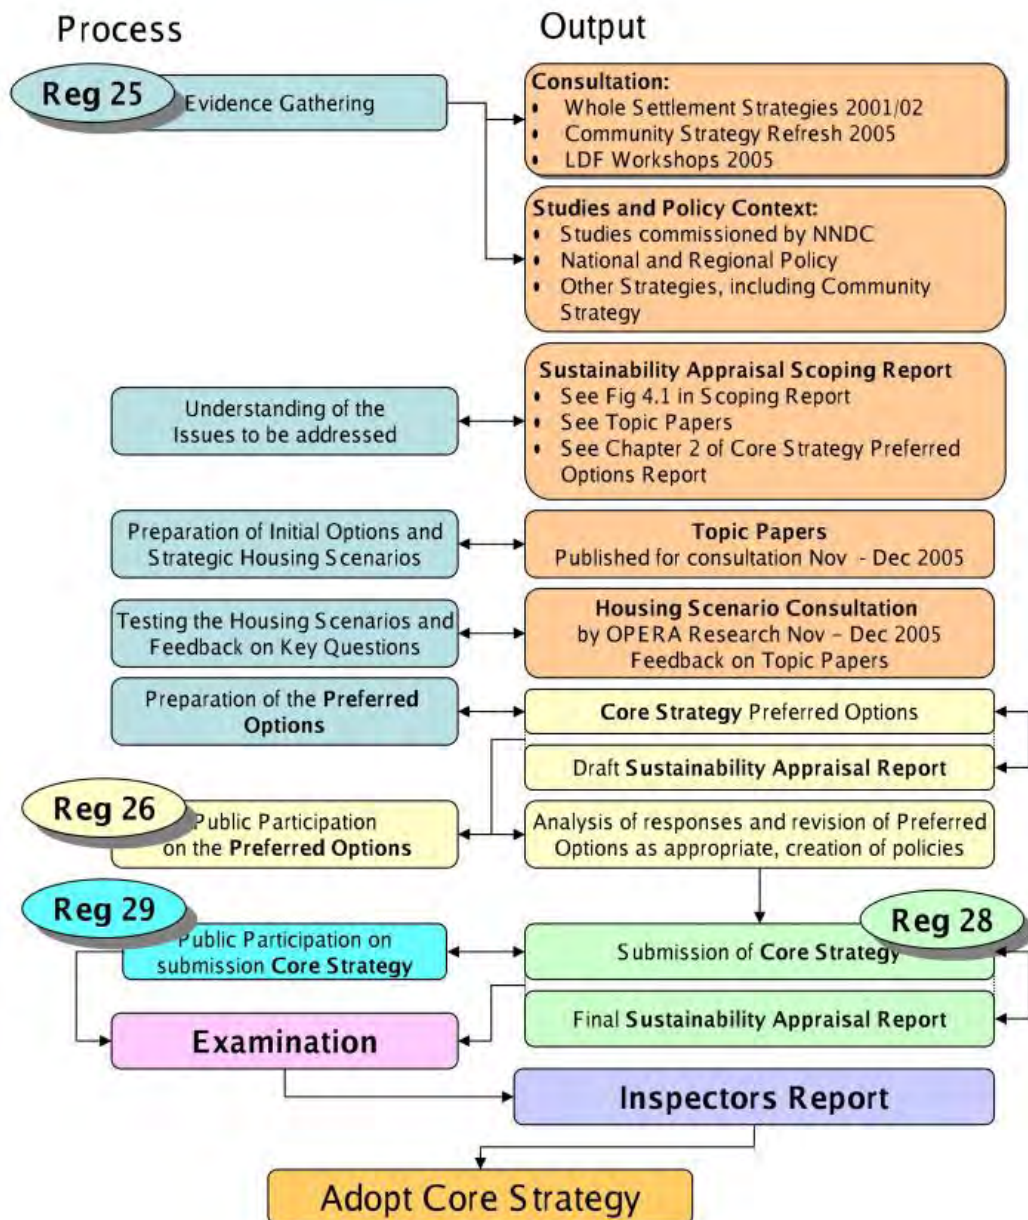 Process
Output
Reg 25
Evidence Gathering
Consultation:
• Whole Settlement Strategies 2001/02
• Community Strategy Refresh 2005
• LDF Workshops 2005
Studies and Policy Context:
• Studies commissioned by NNDC
• National and Regional Policy
• Other Strategies, including Community
Strategy
Understanding of the
Issues to be addressed
Sustainability Appraisal Scoping Report
• See Fig 4.1 in Scoping Report
• See Topic Papers
• See Chapter 2 of Core Strategy Preferred
Options Report
Preparation of Initial Options and
Strategic Housing Scenarios
Topic Papers
Published for consultation Nov - Dec 2005
Testing the Housing Scenarios and
Feedback on Key Questions
Housing Scenario Consultation
by OPERA Research Nov – Dec 2005
Feedback on Topic Papers
Preparation of the Preferred
Options
Core Strategy Preferred Options
Draft Sustainability Appraisal Report
Reg 26
Public Participation
on the Preferred Options
Analysis of responses and revision of Preferred
Options as appropriate, creation of policies
Reg 29
Public Participation on
submission Core Strategy
Reg 28
Submission of Core Strategy
Final Sustainability Appraisal Report
Examination
Inspectors Report
Adopt Core Strategy